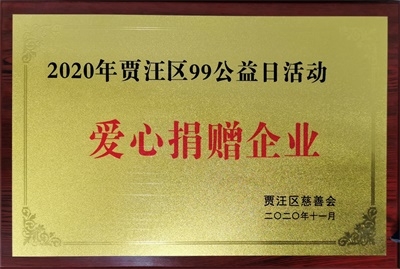 2020年贾汪区99公益日活动
爱心捐赠企业
贾汪区慈善会
二〇二〇年十一月